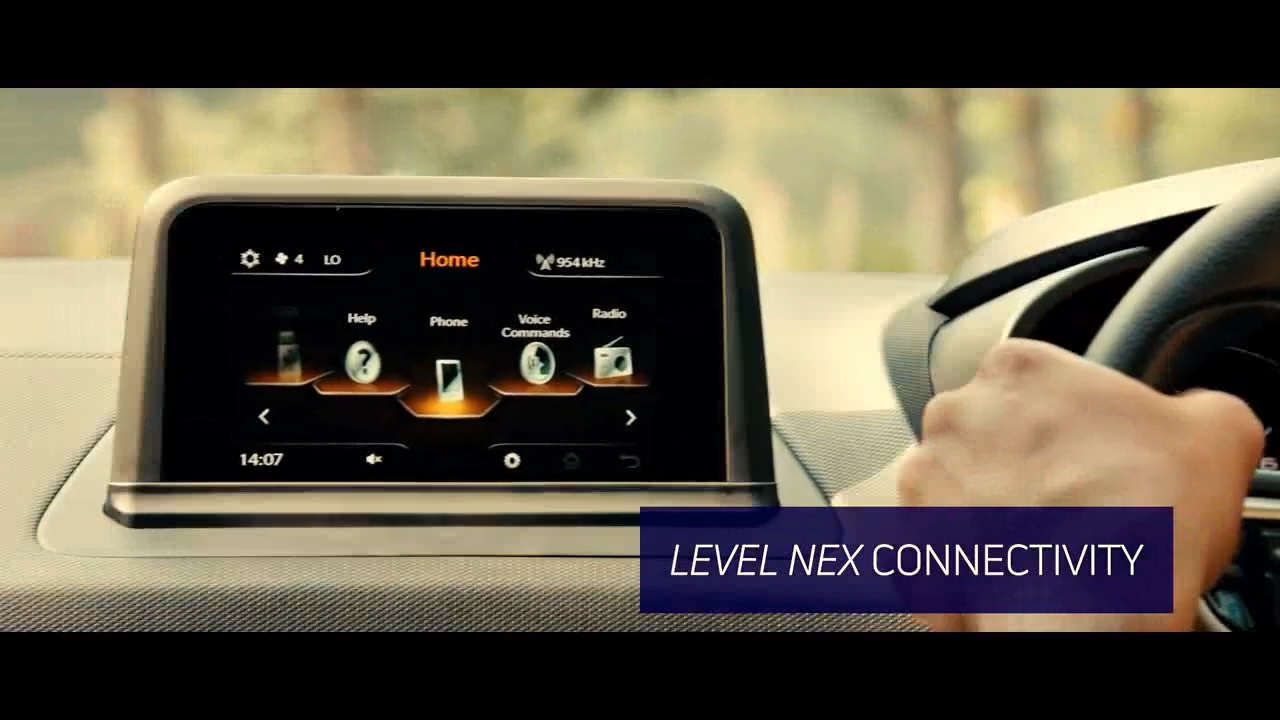 4 LO
Home
954 kHz
Help
Phone
Voice
Commands
Radio
14:07
LEVEL NEX CONNECTIVITY